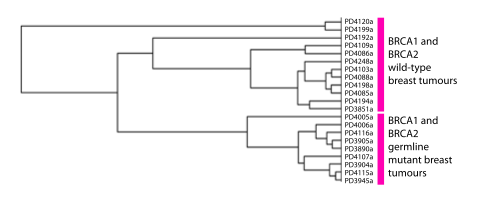 PD4120a
PD4199a
PD4192a
PD4109a
PD4086a
PD4248a
PD4103a
PD4088a
PD4198a
PD4085a
PD4194a
PD3851a
BRCA1 and
BRCA2
wild-type
breast tumours
PD4005a
PD4006a
PD4116a
PD3905a
PD3890a
PD4107a
PD3904a
PD4115a
PD3945a
BRCA1 and
BRCA2
germline
mutant breast
tumours